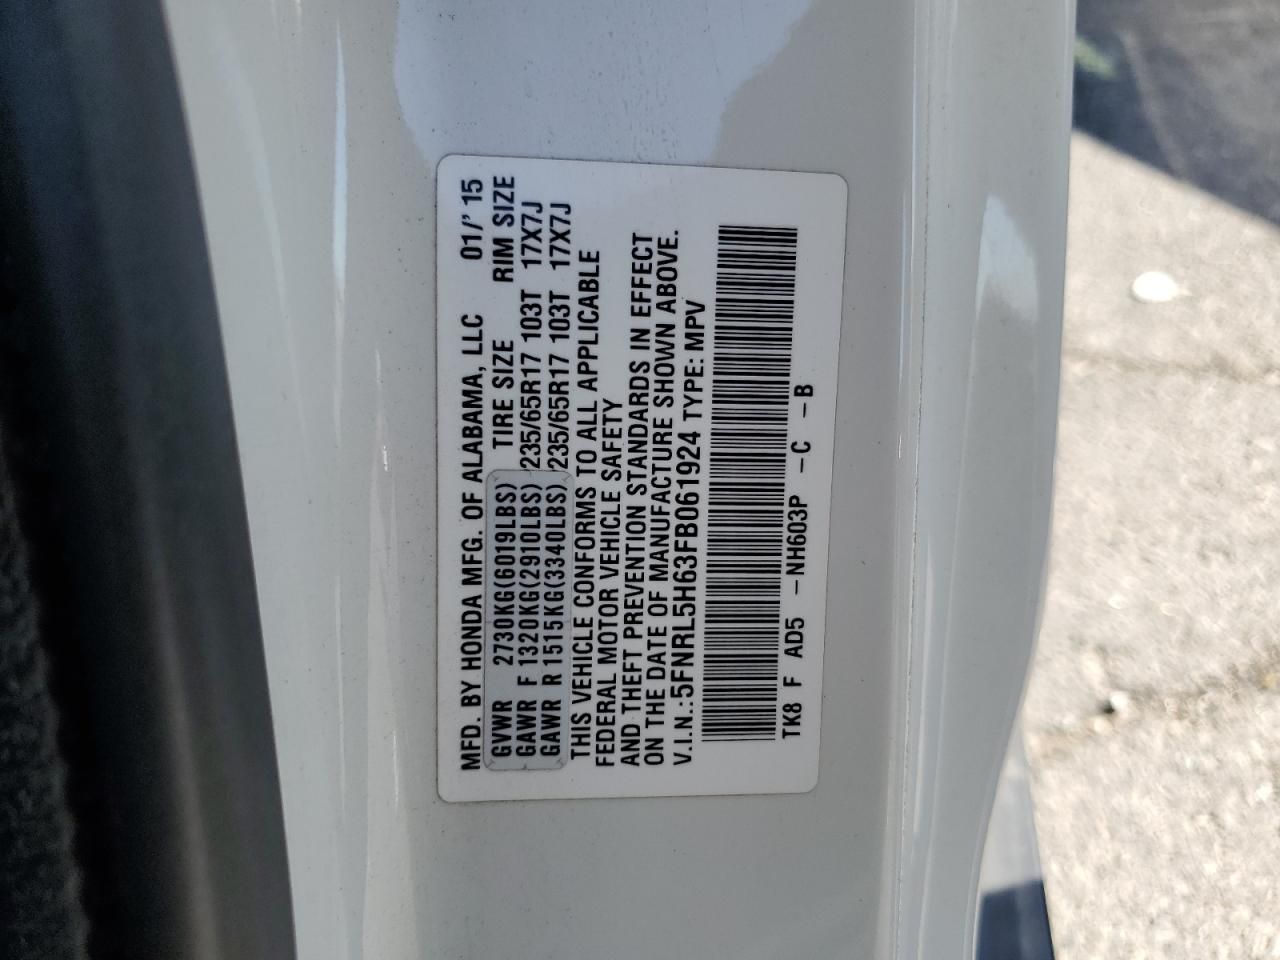 MFD. BY HONDA MFG. OF ALABAMA, LLC 01/'15
GVWR 2730KG(6019LBS) TIRE SIZE RIM SIZE
GAWR F 1320KG(2910LBS) 235/65R17 103T 17X7J
GAWR R 1515KG(3340LBS) 235/65R17 103T 17X7J
THIS VEHICLE CONFORMS TO ALL APPLICABLE
FEDERAL MOTOR VEHICLE SAFETY
AND THEFT PREVENTION STANDARDS IN EFFECT
ON THE DATE OF MANUFACTURE SHOWN ABOVE.
V.I.N.:5FNRL5H63FB061924 TYPE: MPV
TK8 F AD5 -NH603P -C -B